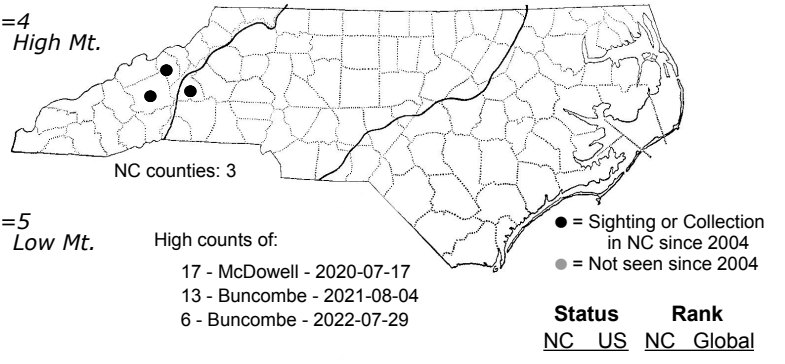 =4
High Mt.
NC counties: 3
=5
Low Mt.
High counts of:
17 - McDowell - 2020-07-17
13 - Buncombe - 2021-08-04
6 - Buncombe - 2022-07-29
● = Sighting or Collection
in NC since 2004
● = Not seen since 2004
Status Rank
NC US NC Global